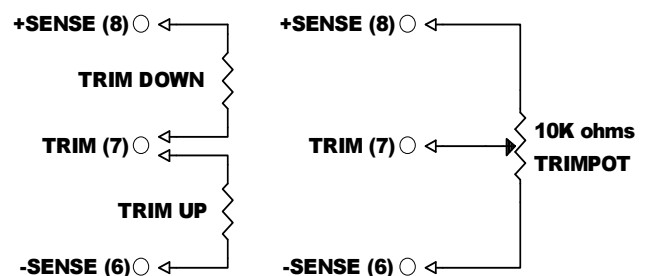 +SENSE (8)
TRIM DOWN
TRIM (7)
TRIM UP
-SENSE (6)
+SENSE (8)
TRIM (7)
10K ohms
TRIMPOT
-SENSE (6)